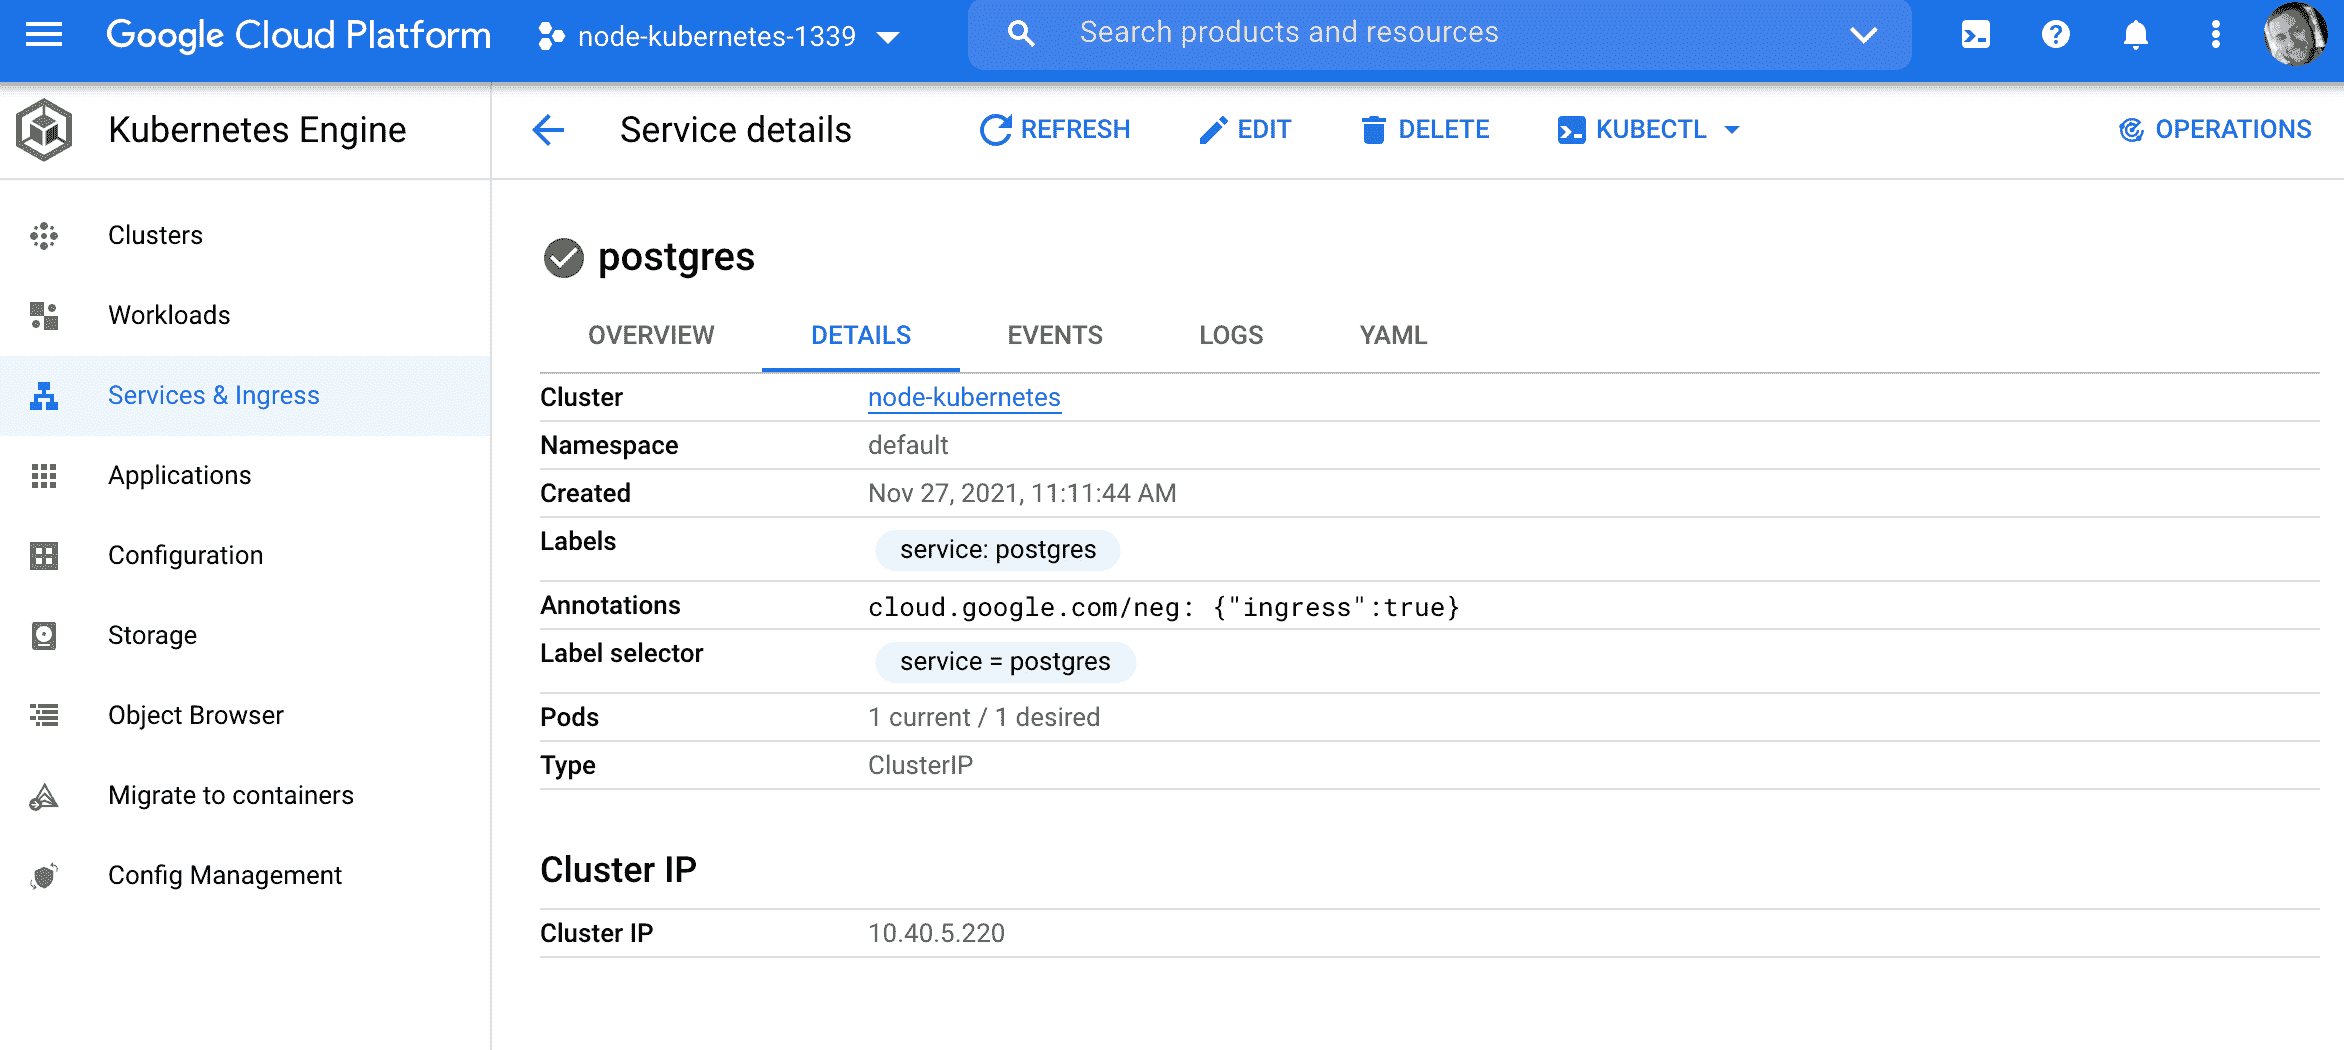 Google Cloud Platform node-kubernetes-1339 Search products and resources
Kubernetes Engine Service details REFRESH EDIT DELETE KUBECTL OPERATIONS
Clusters
Workloads
Services & Ingress
Applications
Configuration
Storage
Object Browser
Migrate to containers
Config Management
postgres
OVERVIEW DETAILS EVENTS LOGS YAML
Cluster node-kubernetes
Namespace default
Created Nov 27, 2021, 11:11:44 AM
Labels service: postgres
Annotations cloud.google.com/neg: {"ingress":true}
Label selector service = postgres
Pods 1 current / 1 desired
Type ClusterIP
Cluster IP
Cluster IP 10.40.5.220